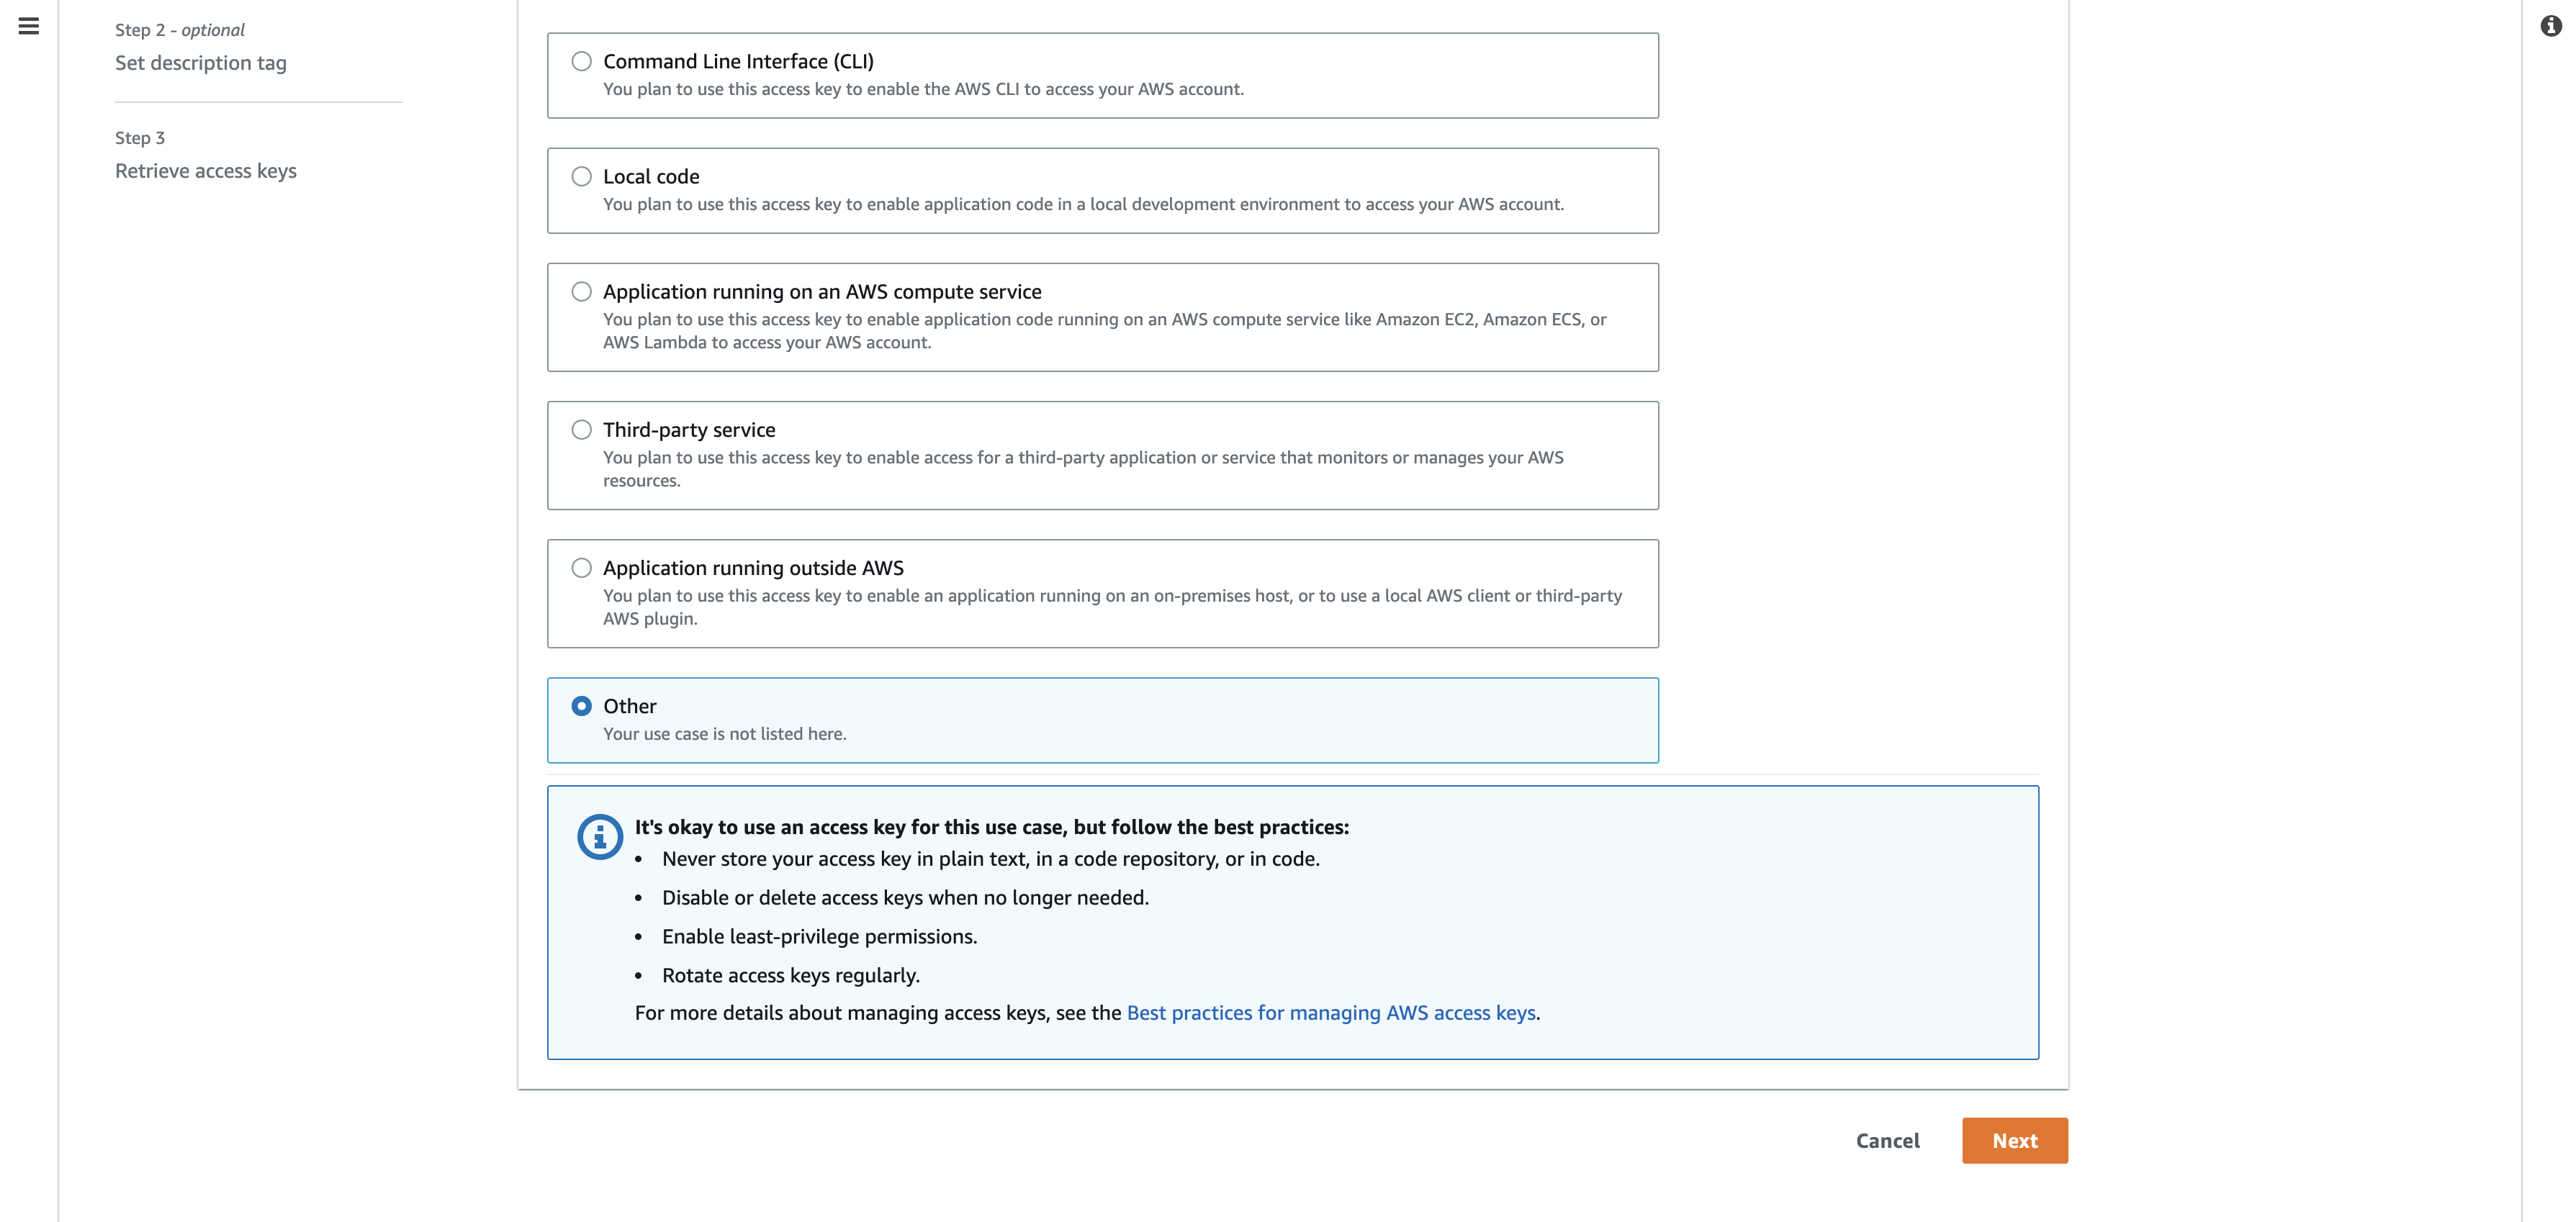 Step 2 - optional
Set description tag
Step 3
Retrieve access keys
Command Line Interface (CLI)
You plan to use this access key to enable the AWS CLI to access your AWS account.
Local code
You plan to use this access key to enable application code in a local development environment to access your AWS account.
Application running on an AWS compute service
You plan to use this access key to enable application code running on an AWS compute service like Amazon EC2, Amazon ECS, or
AWS Lambda to access your AWS account.
Third-party service
You plan to use this access key to enable access for a third-party application or service that monitors or manages your AWS
resources.
Application running outside AWS
You plan to use this access key to enable an application running on an on-premises host, or to use a local AWS client or third-party
AWS plugin.
Other
Your use case is not listed here.
It's okay to use an access key for this use case, but follow the best practices:
• Never store your access key in plain text, in a code repository, or in code.
• Disable or delete access keys when no longer needed.
• Enable least-privilege permissions.
• Rotate access keys regularly.
For more details about managing access keys, see the Best practices for managing AWS access keys.
Cancel
Next